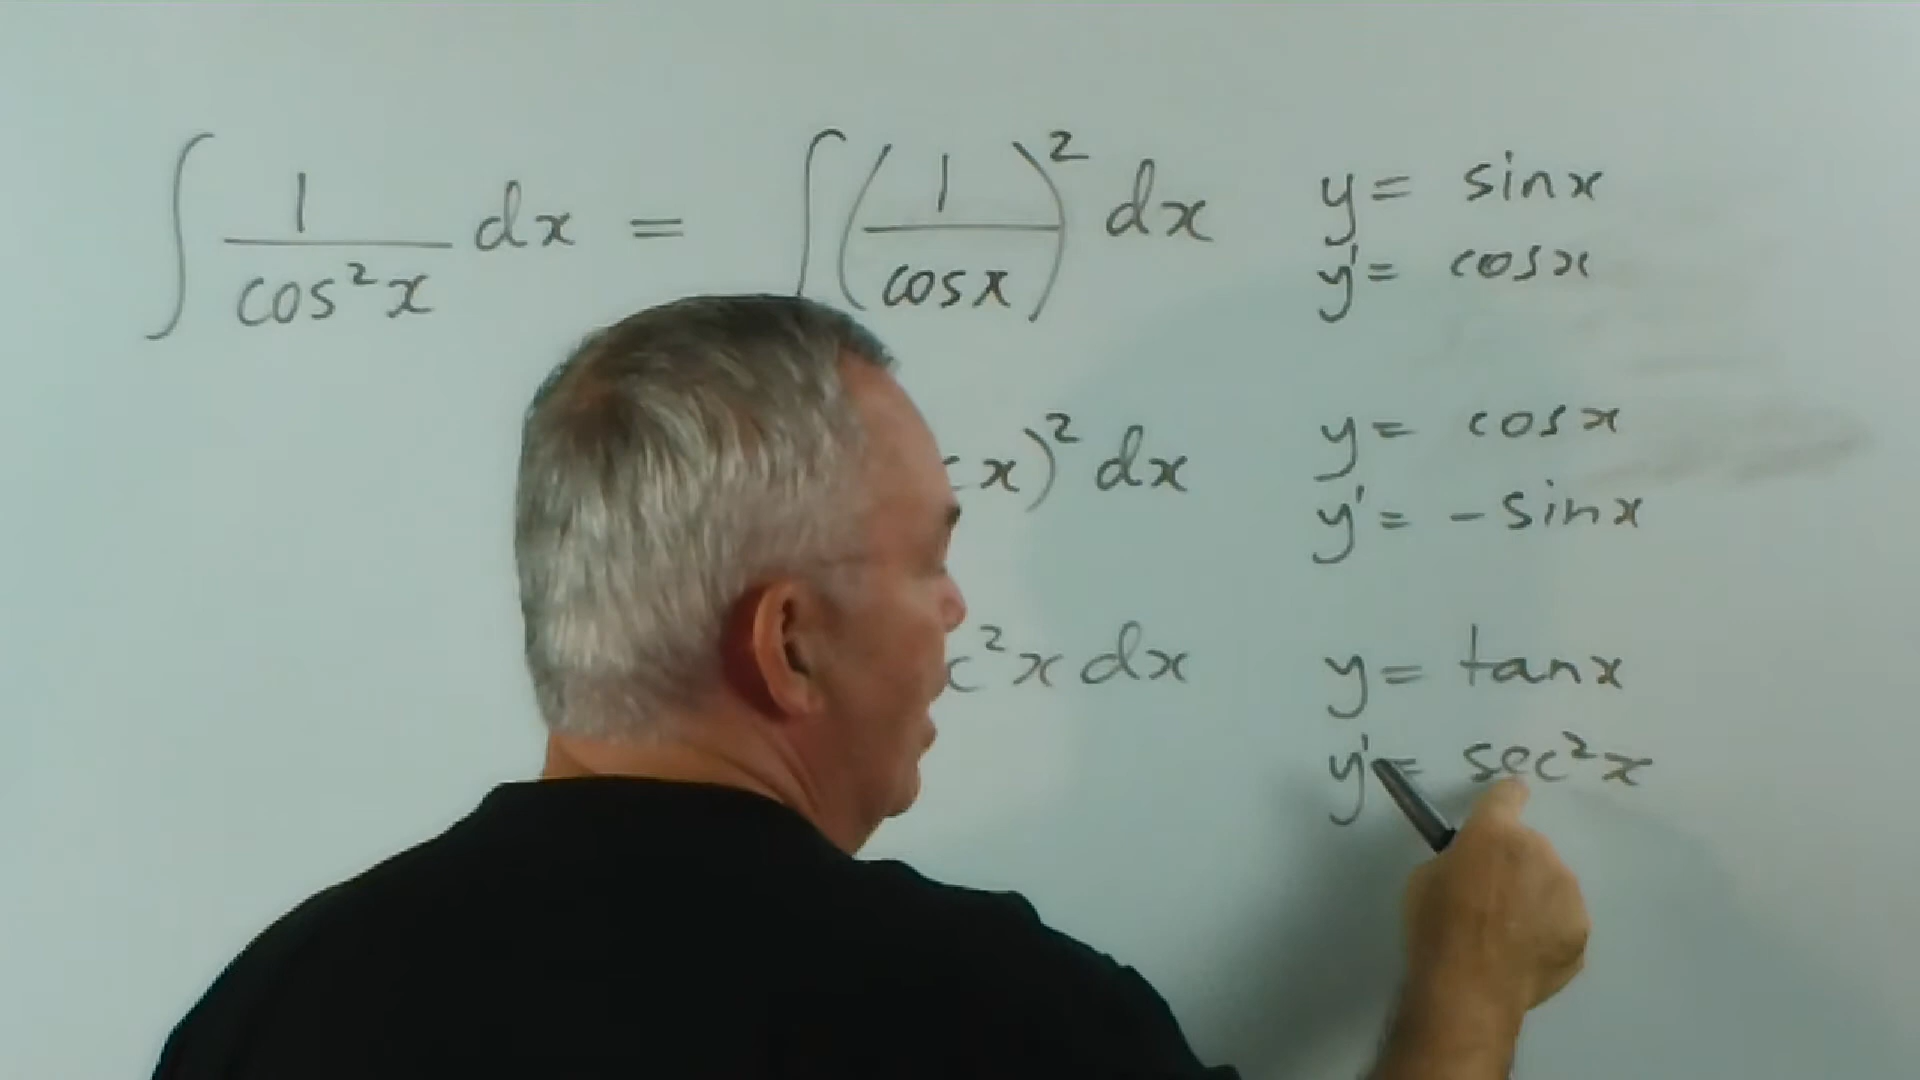 ∫ 1/cos²x dx = ∫ (1/cosx)² dx
x)² dx
c²x dx
y = sinx
y' = cosx
y = cosx
y' = -sinx
y = tanx
y' = sec²x